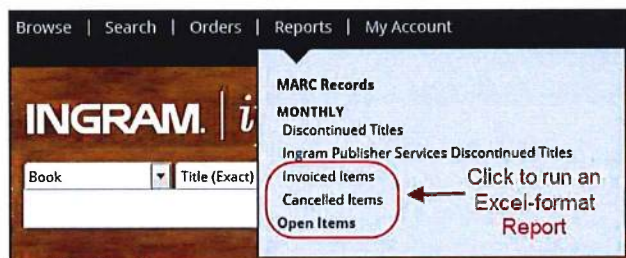 Browse | Search | Orders | Reports | My Account
MARC Records
MONTHLY
Discontinued Titles
Ingram Publisher Services Discontinued Titles
Invoiced Items
Cancelled Items
Open Items
Click to run an
Excel-format
Report
INGRAM. | i
Book
Title (Exact)